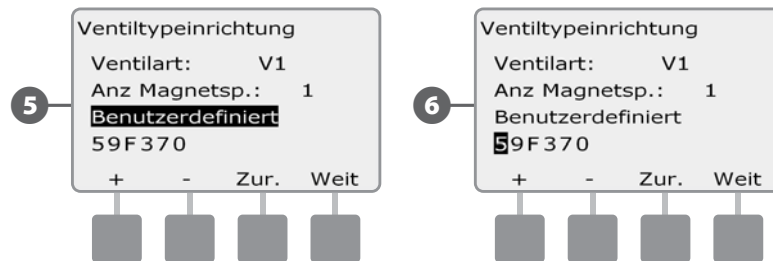 5
Ventiltypeinrichtung
Ventilart: V1
Anz Magnetsp.: 1
Benutzerdefiniert
59F370
+ - Zur. Weit
6
Ventiltypeinrichtung
Ventilart: V1
Anz Magnetsp.: 1
Benutzerdefiniert
59F370
+ - Zur. Weit